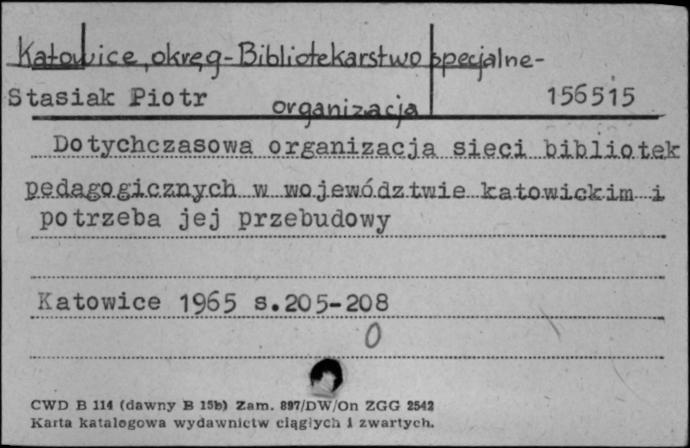 Katowice, okręg - Bibliotekarstwo specjalne -
Stasiak Piotr organizacja 156515
Dotychczasowa organizacja sieci bibliotek
pedagogicznych w województwie katowickim i
potrzeba jej przebudowy
Katowice 1965 s.205-208
0
CWD B 114 (dawny B 15b) Zam. 897/DW/On ZGG 2542
Karta katalogowa wydawnictw ciągłych i zwartych.